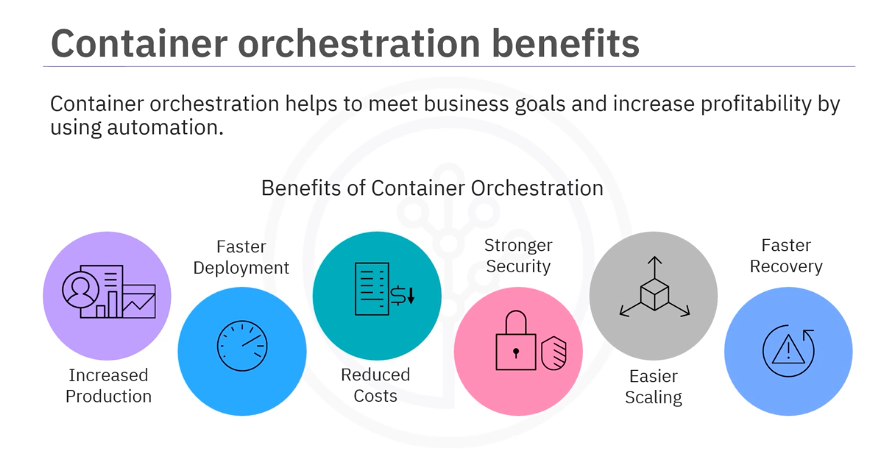 Container orchestration benefits
Container orchestration helps to meet business goals and increase profitability by
using automation.
Benefits of Container Orchestration
Increased
Production
Faster
Deployment
Reduced
Costs
Stronger
Security
Easier
Scaling
Faster
Recovery